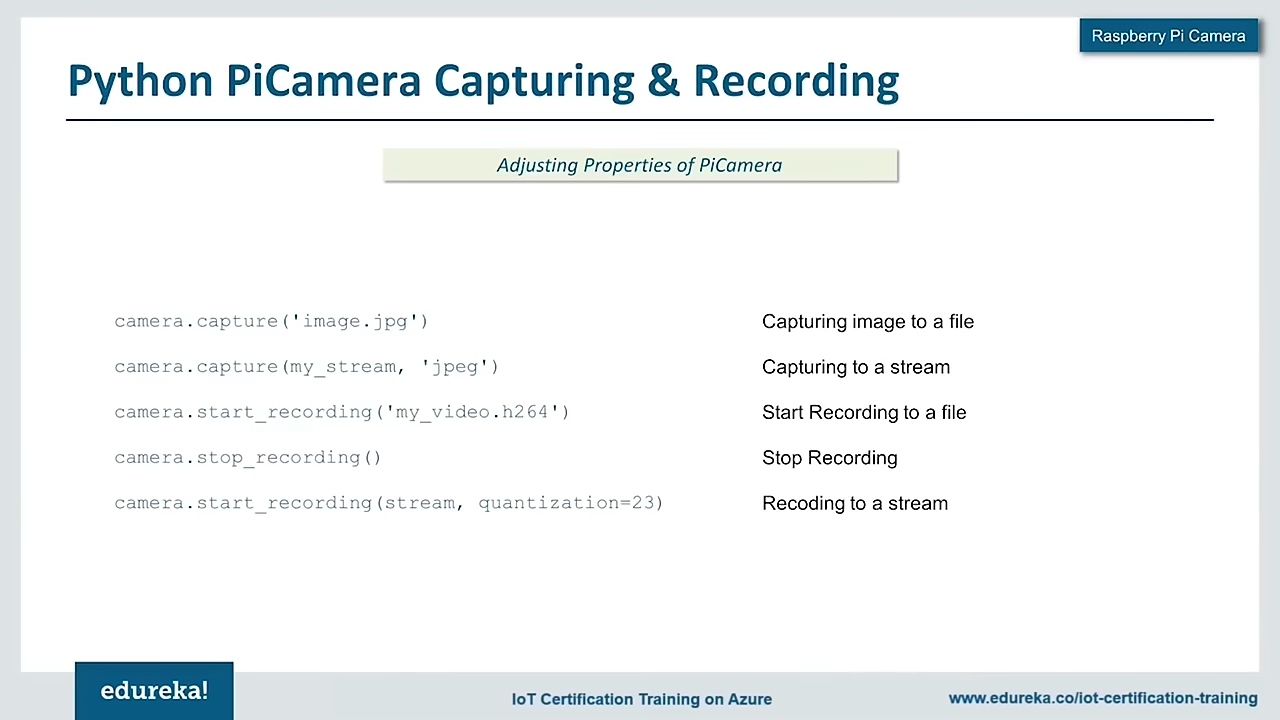 Raspberry Pi Camera
Python PiCamera Capturing & Recording
Adjusting Properties of PiCamera
camera.capture('image.jpg') Capturing image to a file
camera.capture(my_stream, 'jpeg') Capturing to a stream
camera.start_recording('my_video.h264') Start Recording to a file
camera.stop_recording() Stop Recording
camera.start_recording(stream, quantization=23) Recoding to a stream
edureka!
IoT Certification Training on Azure
www.edureka.co/iot-certification-training